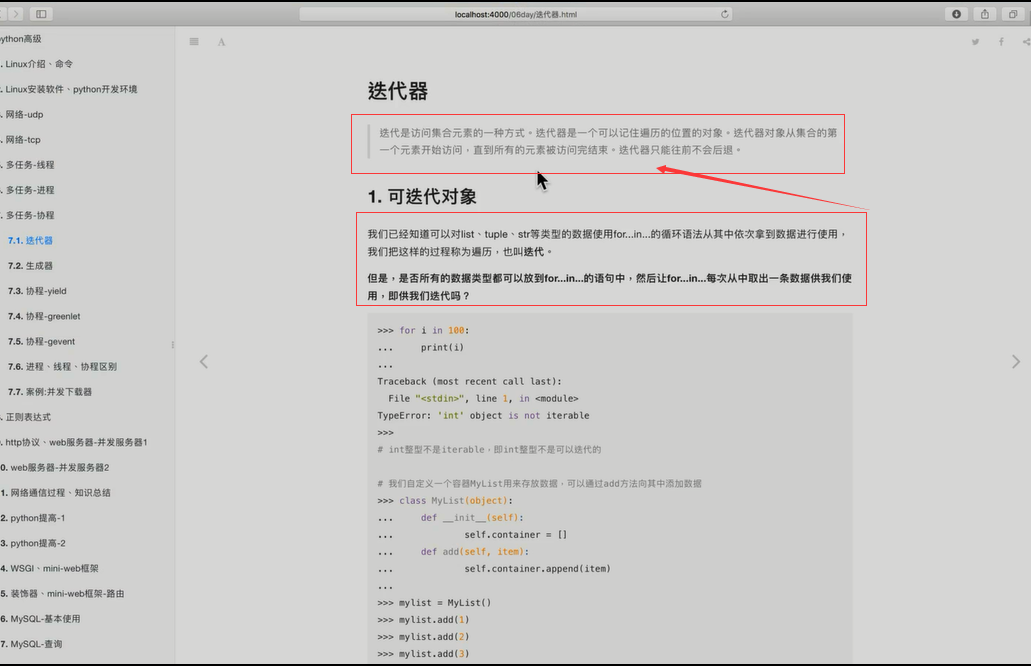 localhost:4000/06day/迭代器.html
ython高级
. Linux介绍、命令
. Linux安装软件、python开发环境
. 网络-udp
. 网络-tcp
. 多任务-线程
. 多任务-进程
. 多任务-协程
7.1. 迭代器
7.2. 生成器
7.3. 协程-yield
7.4. 协程-greenlet
7.5. 协程-gevent
7.6. 进程、线程、协程区别
7.7. 案例:并发下载器
. 正则表达式
. http协议、web服务器-并发服务器1
0. web服务器-并发服务器2
1. 网络通信过程、知识总结
2. python提高-1
3. python提高-2
4. WSGI、mini-web框架
5. 装饰器、mini-web框架-路由
6. MySQL-基本使用
7. MySQL-查询
A
迭代器
迭代是访问集合元素的一种方式。迭代器是一个可以记住遍历的位置的对象。迭代器对象从集合的第
一个元素开始访问，直到所有的元素被访问完结束。迭代器只能往前不会后退。
1. 可迭代对象
我们已经知道可以对list、tuple、str等类型的数据使用for...in...的循环语法从其中依次拿到数据进行使用，
我们把这样的过程称为遍历，也叫迭代。
但是，是否所有的数据类型都可以放到for...in...的语句中，然后让for...in...每次从中取出一条数据供我们使
用，即供我们迭代吗？
>>> for i in 100:
...     print(i)
...
Traceback (most recent call last):
  File "<stdin>", line 1, in <module>
TypeError: 'int' object is not iterable
>>>
# int整型不是iterable，即int整型不是可以迭代的
# 我们自定义一个容器MyList用来存放数据，可以通过add方法向其中添加数据
>>> class MyList(object):
...     def __init__(self):
...             self.container = []
...     def add(self, item):
...             self.container.append(item)
...
>>> mylist = MyList()
>>> mylist.add(1)
>>> mylist.add(2)
>>> mylist.add(3)